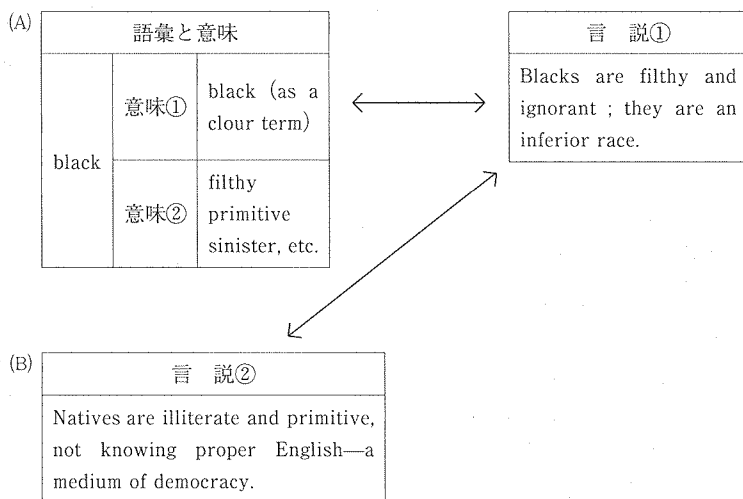 (A)
語彙と意味
black
意味①
black (as a
clour term)
意味②
filthy
primitive
sinister, etc.
言 説①
Blacks are filthy and
ignorant ; they are an
inferior race.
(B)
言 説②
Natives are illiterate and primitive,
not knowing proper English—a
medium of democracy.